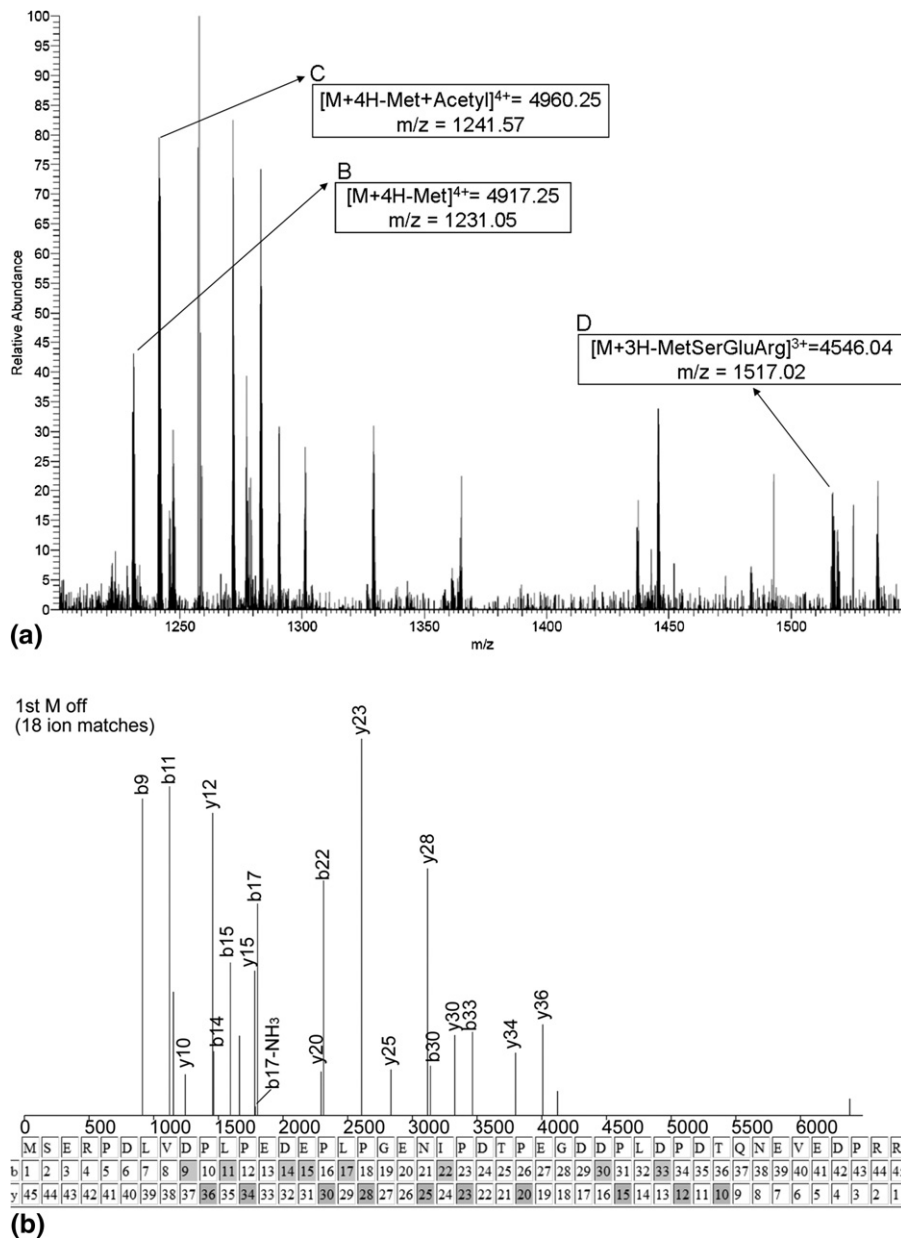 100
95
90
85
80
75
70
65
60
55
50
45
40
35
30
25
20
15
10
5
0
Relative Abundance
C
[M+4H-Met+Acetyl]4+= 4960.25
m/z = 1241.57
B
[M+4H-Met]4+= 4917.25
m/z = 1231.05
D
[M+3H-MetSerGluArg]3+=4546.04
m/z = 1517.02
1250 1300 1350 1400 1450 1500
m/z
(a)
1st M off
(18 ion matches)
b9
b11
y10
y12
b14
b15
y15
b17
b17-NH3
y20
b22
y23
y25
y28
b30
y30
b33
y34
y36
0 500 1000 1500 2000 2500 3000 3500 4000 4500 5000 5500 6000
M S E R P D L V D P L P E D E P L P G E N I P D T P E G D D P L D P D T Q N E V E D P R R
b 1 2 3 4 5 6 7 8 9 10 11 12 13 14 15 16 17 18 19 20 21 22 23 24 25 26 27 28 29 30 31 32 33 34 35 36 37 38 39 40 41 42 43 44 45
y 45 44 43 42 41 40 39 38 37 36 35 34 33 32 31 30 29 28 27 26 25 24 23 22 21 20 19 18 17 16 15 14 13 12 11 10 9 8 7 6 5 4 3 2 1
(b)